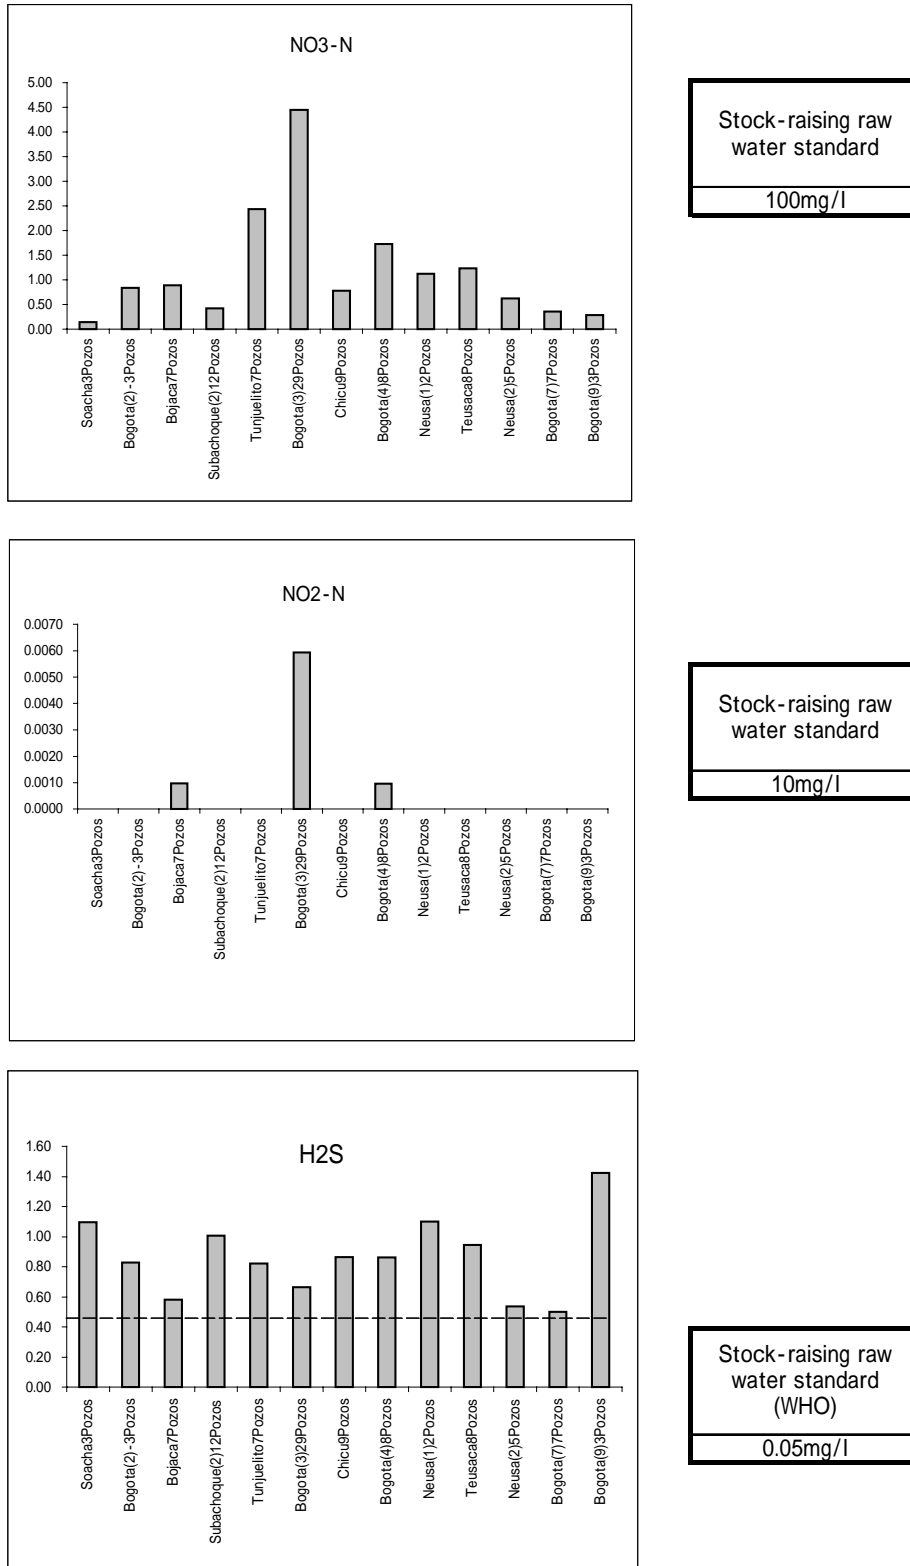 NO3-N
5.00
4.50
4.00
3.50
3.00
2.50
2.00
1.50
1.00
0.50
0.00
Soacha3Pozos
Bogota(2)-3Pozos
Bojaca7Pozos
Subachoque(2)12Pozos
Tunjuelito7Pozos
Bogota(3)29Pozos
Chicu9Pozos
Bogota(4)8Pozos
Neusa(1)2Pozos
Teusaca8Pozos
Neusa(2)5Pozos
Bogota(7)7Pozos
Bogota(9)3Pozos
Stock-raising raw
water standard
100mg/l
NO2-N
0.0070
0.0060
0.0050
0.0040
0.0030
0.0020
0.0010
0.0000
Soacha3Pozos
Bogota(2)-3Pozos
Bojaca7Pozos
Subachoque(2)12Pozos
Tunjuelito7Pozos
Bogota(3)29Pozos
Chicu9Pozos
Bogota(4)8Pozos
Neusa(1)2Pozos
Teusaca8Pozos
Neusa(2)5Pozos
Bogota(7)7Pozos
Bogota(9)3Pozos
Stock-raising raw
water standard
10mg/l
H2S
1.60
1.40
1.20
1.00
0.80
0.60
0.40
0.20
0.00
Soacha3Pozos
Bogota(2)-3Pozos
Bojaca7Pozos
Subachoque(2)12Pozos
Tunjuelito7Pozos
Bogota(3)29Pozos
Chicu9Pozos
Bogota(4)8Pozos
Neusa(1)2Pozos
Teusaca8Pozos
Neusa(2)5Pozos
Bogota(7)7Pozos
Bogota(9)3Pozos
Stock-raising raw
water standard
(WHO)
0.05mg/l